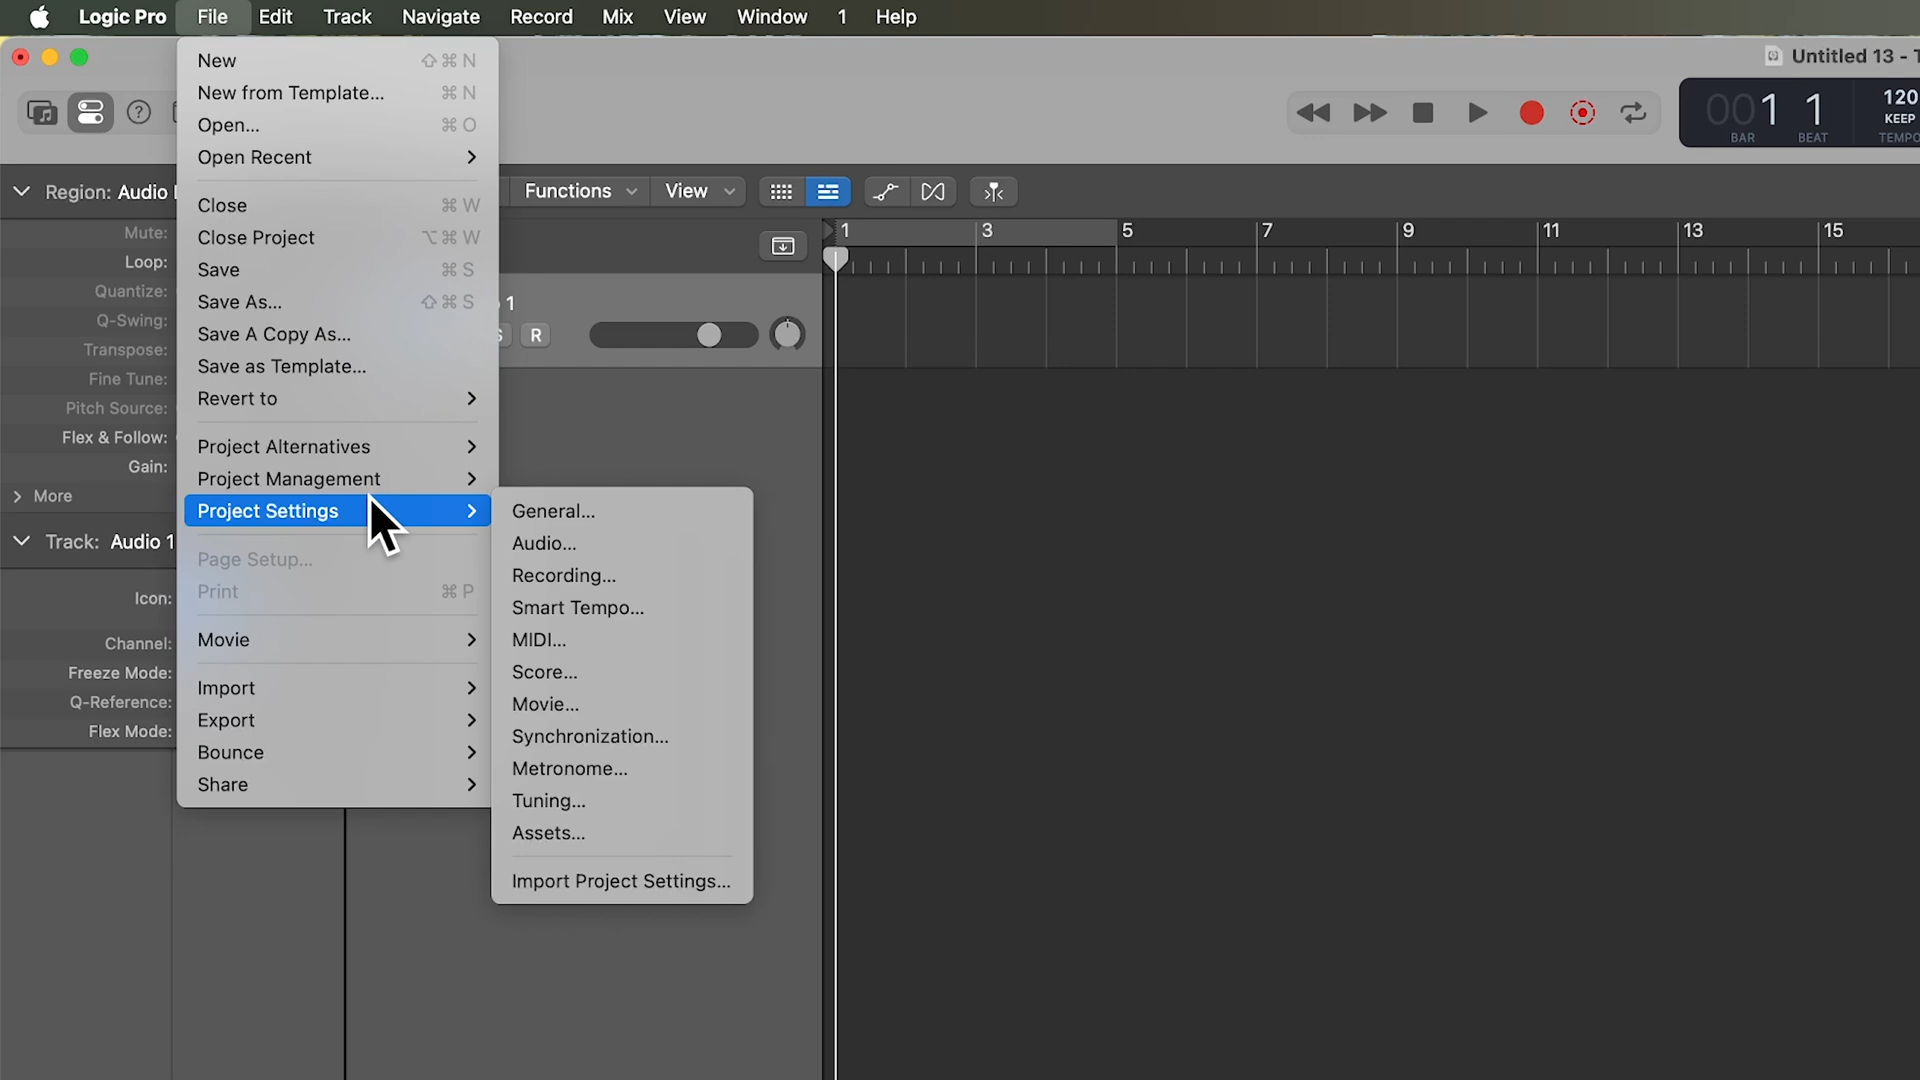 Logic Pro File Edit Track Navigate Record Mix View Window 1 Help
Untitled 13 - T
001 1 120
BAR BEAT KEEP
TEMPO
Region: Audio
Functions View
Mute:
Loop:
Quantize:
Q-Swing:
Transpose:
Fine Tune:
Pitch Source:
Flex & Follow:
Gain:
More
Track: Audio 1
Icon:
Channel:
Freeze Mode:
Q-Reference:
Flex Mode:
New ⇧⌘N
New from Template... ⌘N
Open... ⌘O
Open Recent
Close ⌘W
Close Project ⌥⌘W
Save ⌘S
Save As... ⇧⌘S
Save A Copy As...
Save as Template...
Revert to
Project Alternatives
Project Management
Project Settings
Page Setup...
Print ⌘P
Movie
Import
Export
Bounce
Share
General...
Audio...
Recording...
Smart Tempo...
MIDI...
Score...
Movie...
Synchronization...
Metronome...
Tuning...
Assets...
Import Project Settings...
1
S R
1 3 5 7 9 11 13 15